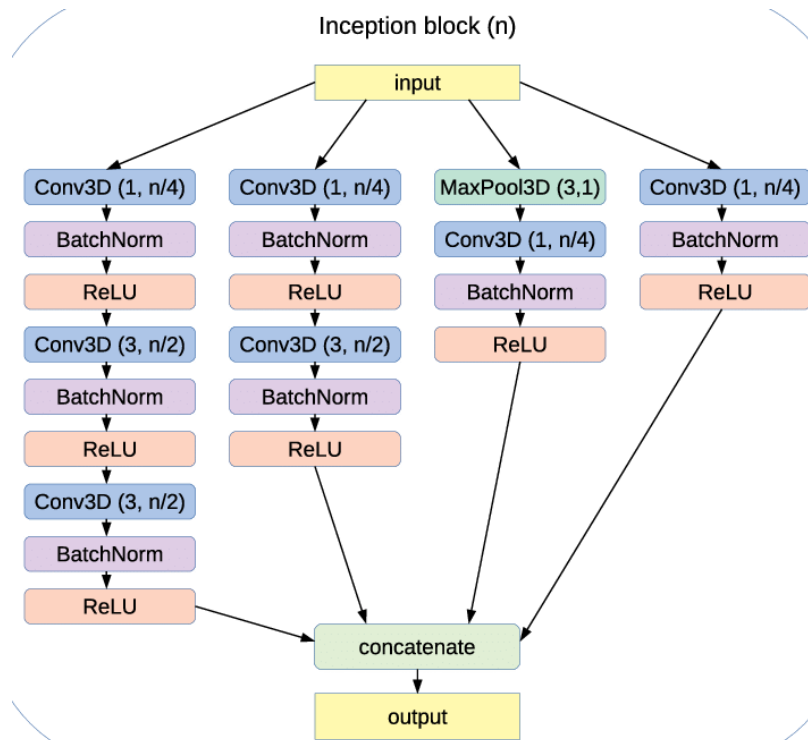 Inception block (n)
input
Conv3D (1, n/4)
BatchNorm
ReLU
Conv3D (3, n/2)
BatchNorm
ReLU
Conv3D (3, n/2)
BatchNorm
ReLU
Conv3D (1, n/4)
BatchNorm
ReLU
Conv3D (3, n/2)
BatchNorm
ReLU
MaxPool3D (3,1)
Conv3D (1, n/4)
BatchNorm
ReLU
Conv3D (1, n/4)
BatchNorm
ReLU
concatenate
output